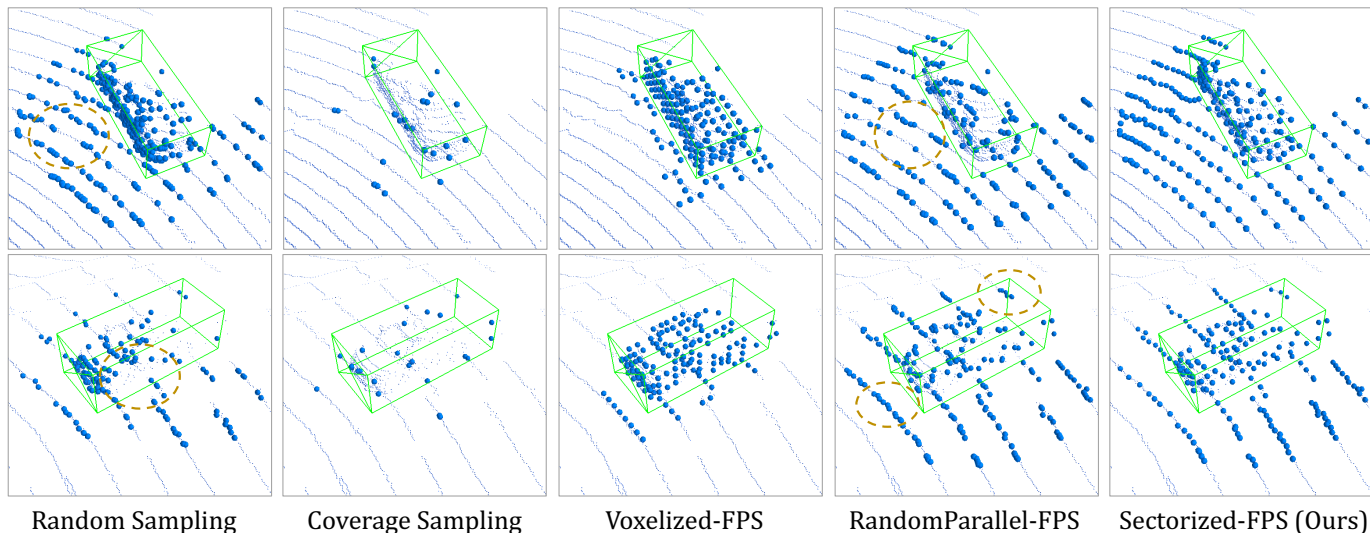 Random Sampling
Coverage Sampling
Voxelized-FPS
RandomParallel-FPS
Sectorized-FPS (Ours)